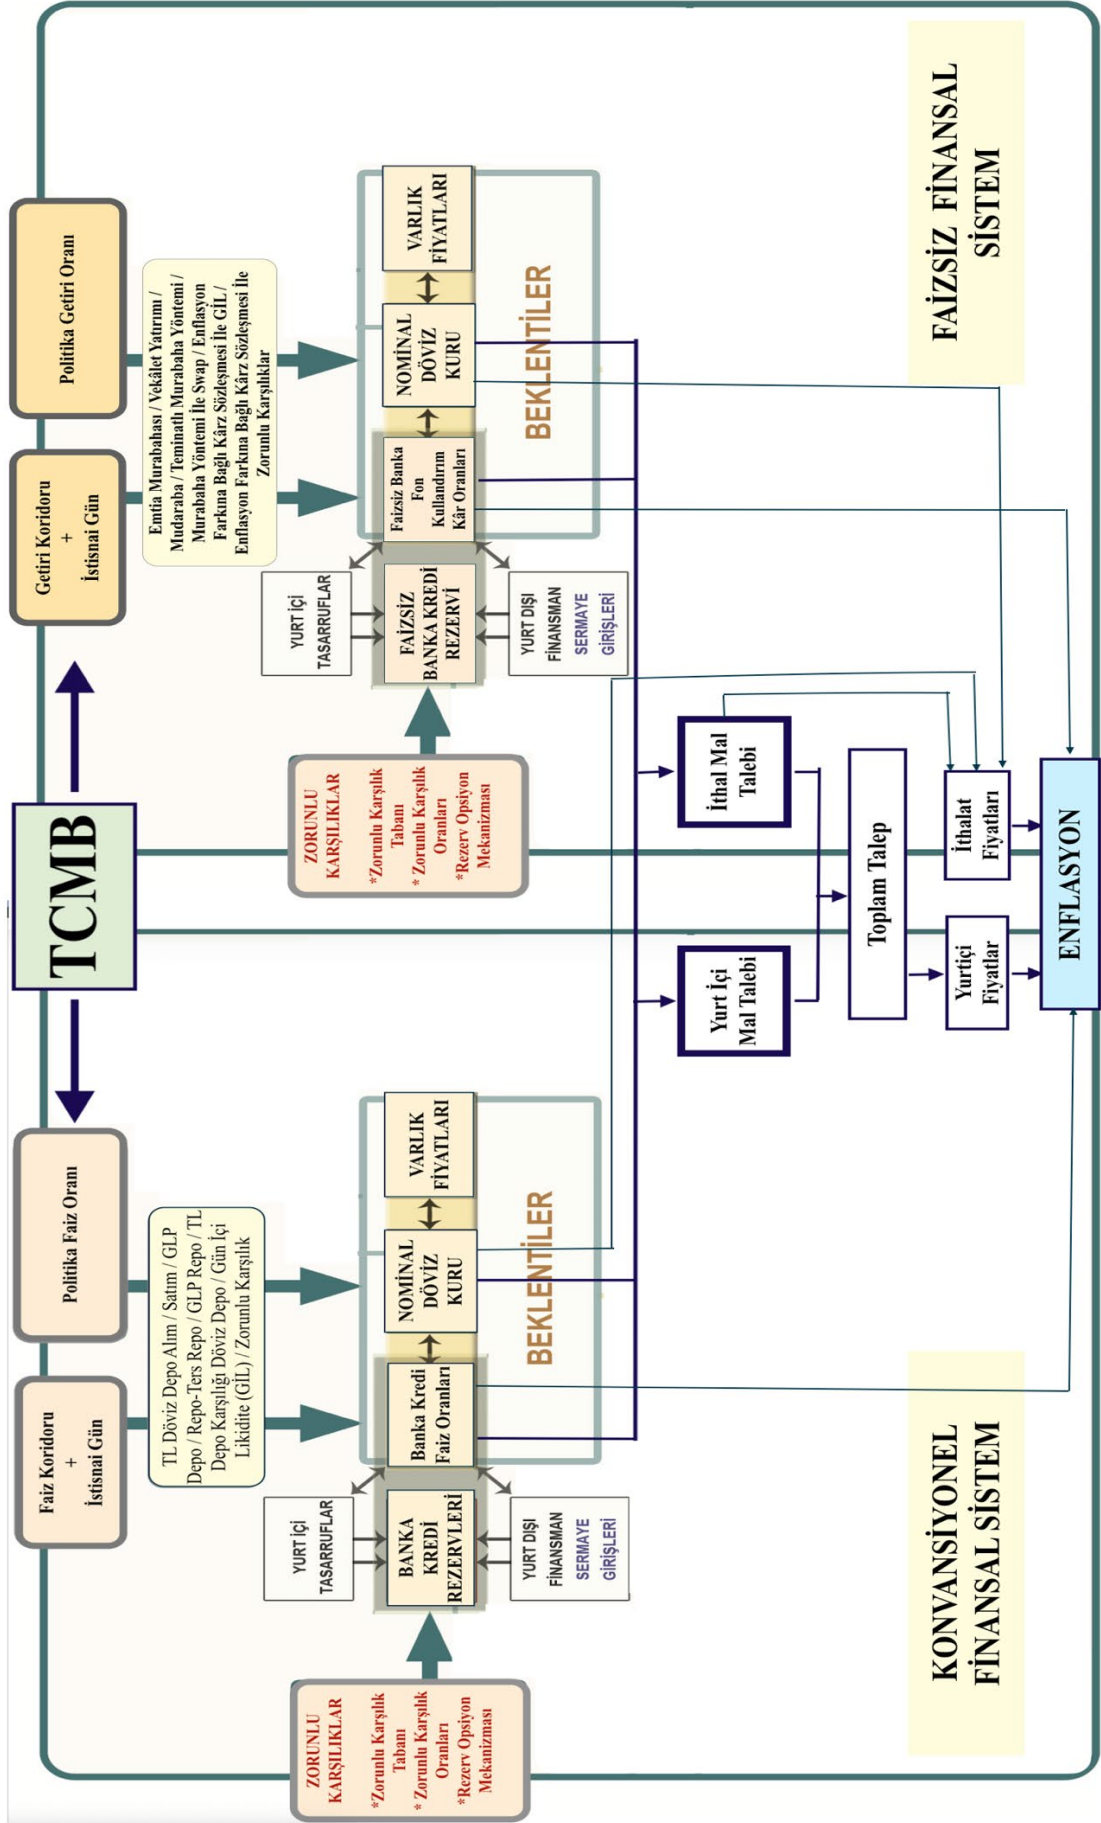 TCMB
Faiz Koridoru
+
İstisnai Gün
Politika Faiz Oranı
Getiri Koridoru
+
İstisnai Gün
Politika Getiri Oranı
TL Döviz Depo Alım / Satım / GLP
Depo / Repo-Ters Repo / GLP Repo / TL
Depo Karşılığı Döviz Depo / Gün İçi
Likidite (GİL) / Zorunlu Karşılık
Emtia Murabahası / Vekâlet Yatırımı /
Mudaraba / Teminatlı Murabaha Yöntemi /
Murabaha Yöntemi İle Swap / Enflasyon
Farkına Bağlı Kârz Sözleşmesi İle GİL /
Enflasyon Farkına Bağlı Kârz Sözleşmesi İle
Zorunlu Karşılıklar
ZORUNLU
KARŞILIKLAR
*Zorunlu Karşılık
Tabanı
* Zorunlu Karşılık
Oranları
*Rezerv Opsiyon
Mekanizması
YURT İÇİ
TASARRUFLAR
BANKA
KREDİ
REZERVLERİ
YURT DIŞI
FİNANSMAN
SERMAYE
GİRİŞLERİ
Banka Kredi
Faiz Oranları
NOMİNAL
DÖVİZ
KURU
VARLIK
FİYATLARI
BEKLENTİLER
ZORUNLU
KARŞILIKLAR
*Zorunlu Karşılık
Tabanı
* Zorunlu Karşılık
Oranları
*Rezerv Opsiyon
Mekanizması
YURT İÇİ
TASARRUFLAR
FAİZSİZ
BANKA KREDİ
REZERVİ
YURT DIŞI
FİNANSMAN
SERMAYE
GİRİŞLERİ
Faizsiz Banka
Fon
Kullandırım
Kâr Oranları
NOMİNAL
DÖVİZ
KURU
VARLIK
FİYATLARI
BEKLENTİLER
Yurt İçi
Mal Talebi
İthal Mal
Talebi
Toplam Talep
Yurtiçi
Fiyatlar
İthalat
Fiyatları
ENFLASYON
KONVANSİYONEL
FİNANSAL SİSTEM
FAİZSİZ FİNANSAL
SİSTEM